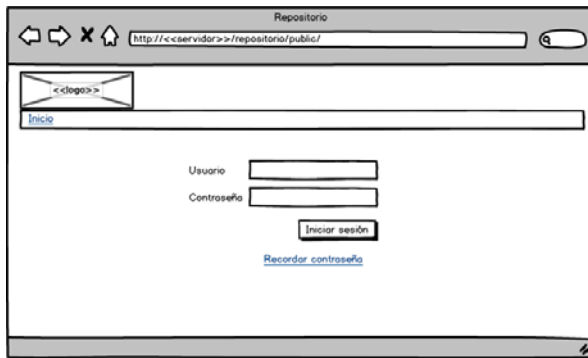 Repositorio
http://<<servidor>>/repositorio/public/
<<logo>>
Inicio
Usuario
Contraseña
Iniciar sesión
Recordar contraseña